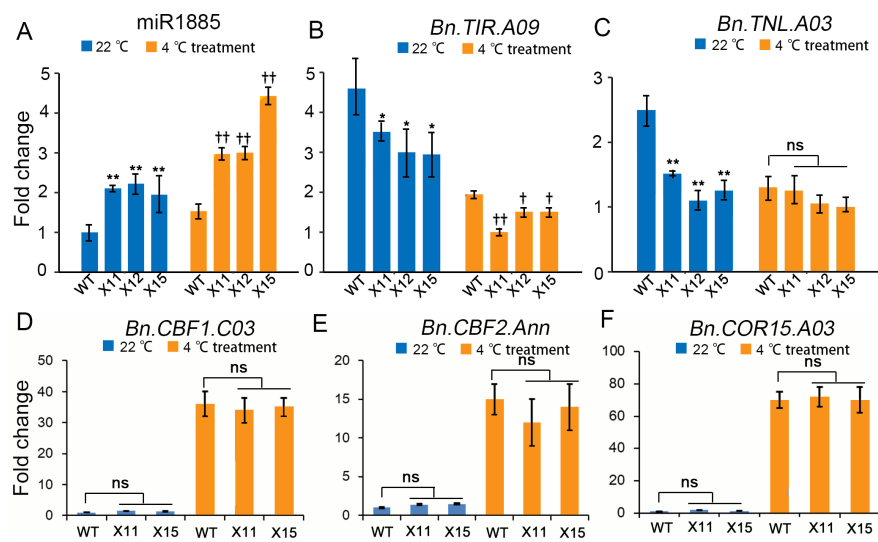 A
miR1885
22 ℃
4 ℃ treatment
Fold change
5
4
3
2
1
0
**
**
**
††
††
††
WT
X11
X12
X15
WT
X11
X12
X15
B
Bn.TIR.A09
22 ℃
4 ℃ treatment
6
5
4
3
2
1
0
*
*
*
††
†
†
WT
X11
X12
X15
WT
X11
X12
X15
C
Bn.TNL.A03
22 ℃
4 ℃ treatment
3
2
1
0
**
**
**
ns
WT
X11
X12
X15
WT
X11
X12
X15
D
Bn.CBF1.C03
22 ℃
4 ℃ treatment
Fold change
50
40
30
20
10
0
ns
ns
WT
X11
X15
WT
X11
X15
E
Bn.CBF2.Ann
22 ℃
4 ℃ treatment
20
15
10
5
0
ns
ns
WT
X11
X15
WT
X11
X15
F
Bn.COR15.A03
22 ℃
4 ℃ treatment
100
80
60
40
20
0
ns
ns
WT
X11
X15
WT
X11
X15